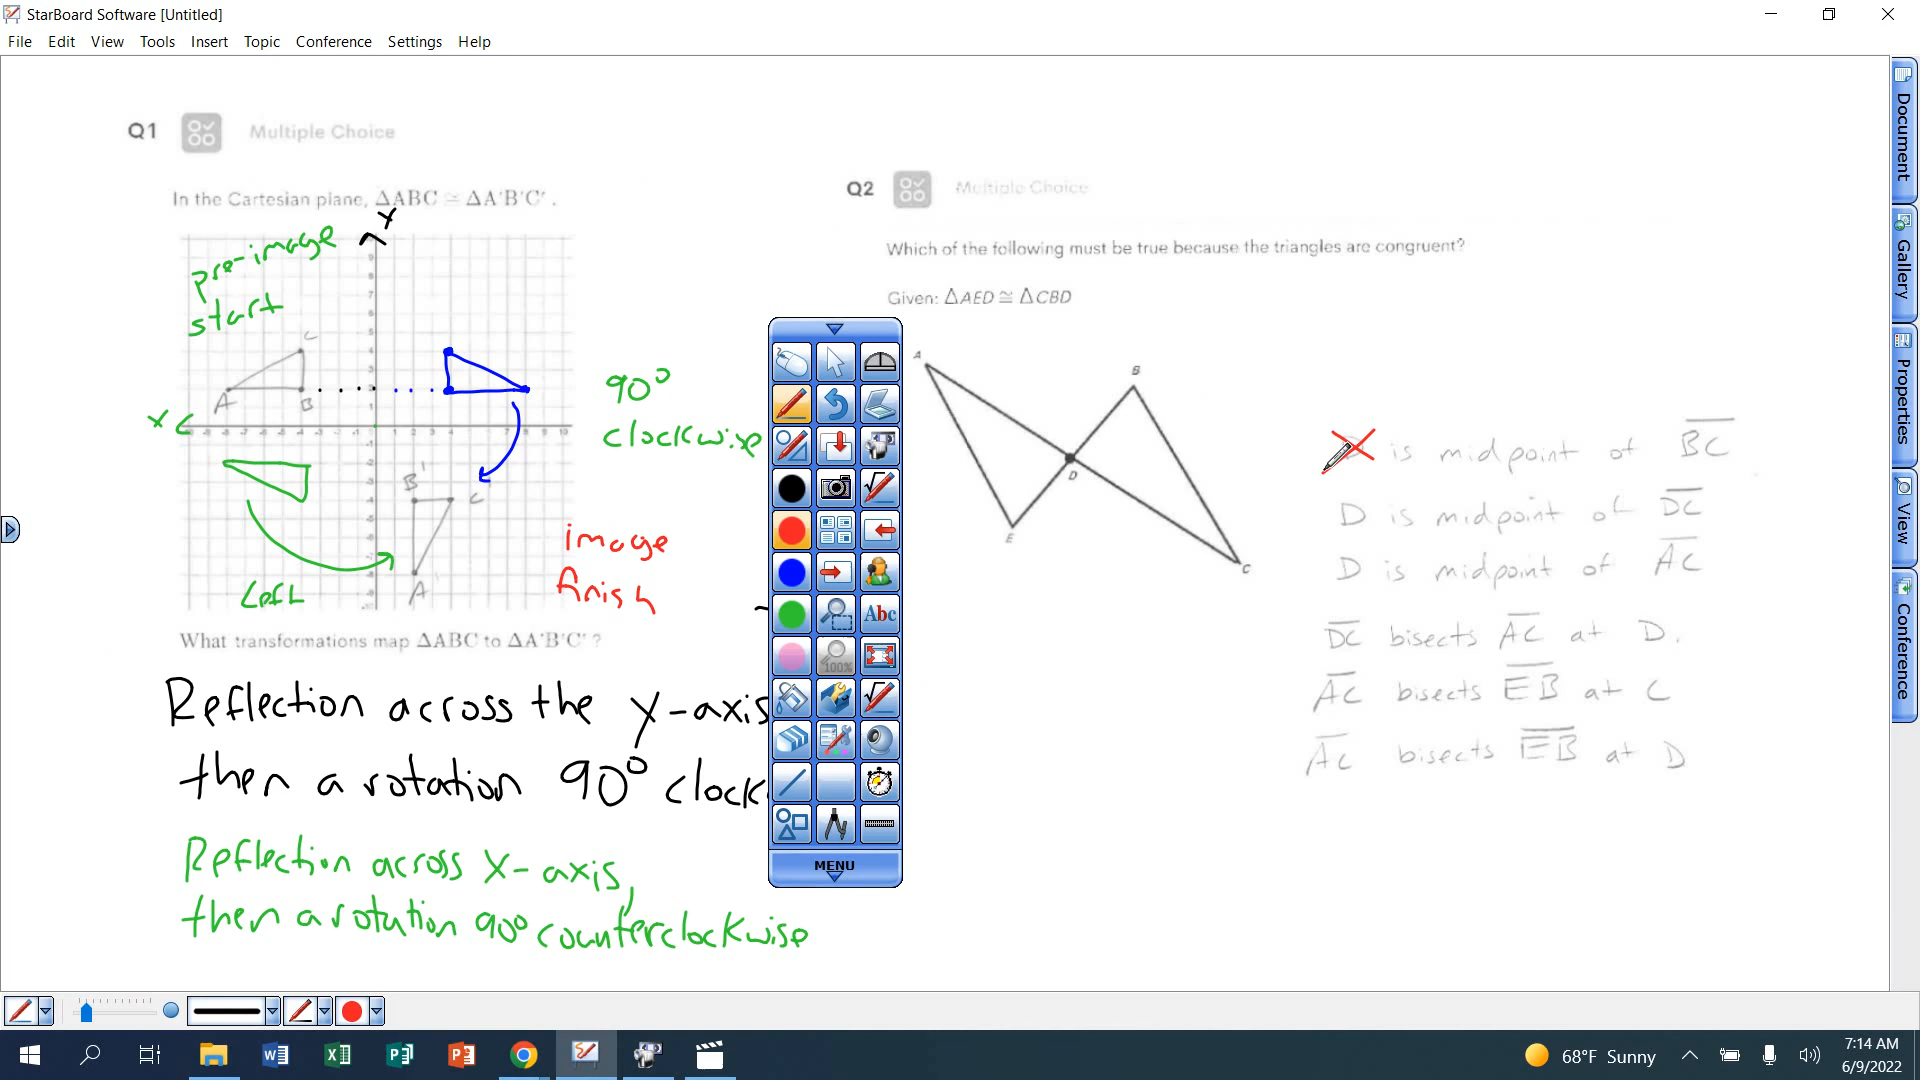 StarBoard Software [Untitled]
File Edit View Tools Insert Topic Conference Settings Help
Q1 Multiple Choice
In the Cartesian plane, ΔABC ≅ ΔA'B'C' .
Y
pre-image
start
C
A
B
X
90°
clockwise
B'
C
A'
Left
image
finish
What transformations map ΔABC to ΔA'B'C' ?
Reflection across the y-axis
then a rotation 90° clock
Reflection across x-axis,
then a rotation 90° counterclockwise
Abc
100%
MENU
Q2 Multiple Choice
Which of the following must be true because the triangles are congruent?
Given: ΔAED ≅ ΔCBD
A
B
D
E
C
is midpoint of BC
D is midpoint of DC
D is midpoint of AC
DC bisects AC at D.
AC bisects EB at C
AC bisects EB at D
Document
Gallery
Properties
View
Conference
68°F Sunny
7:14 AM
6/9/2022